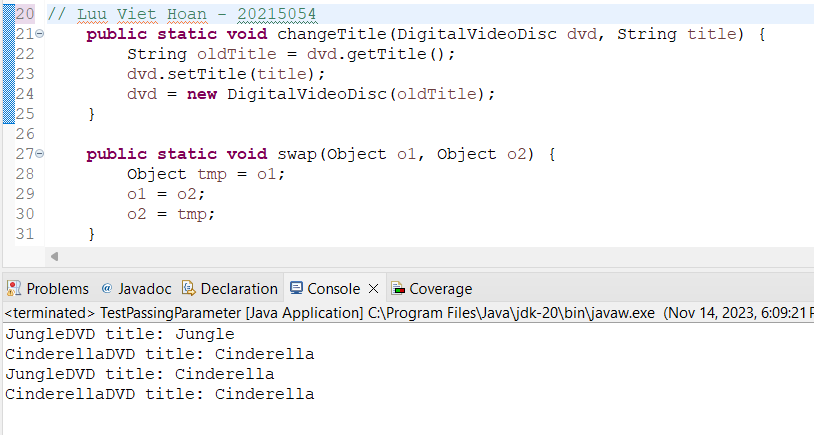 20 // Luu Viet Hoan - 20215054
21 public static void changeTitle(DigitalVideoDisc dvd, String title) {
22 String oldTitle = dvd.getTitle();
23 dvd.setTitle(title);
24 dvd = new DigitalVideoDisc(oldTitle);
25 }
26
27 public static void swap(Object o1, Object o2) {
28 Object tmp = o1;
29 o1 = o2;
30 o2 = tmp;
31 }
Problems @ Javadoc Declaration Console Coverage
<terminated> TestPassingParameter [Java Application] C:\Program Files\Java\jdk-20\bin\javaw.exe (Nov 14, 2023, 6:09:21 P
JungleDVD title: Jungle
CinderellaDVD title: Cinderella
JungleDVD title: Cinderella
CinderellaDVD title: Cinderella